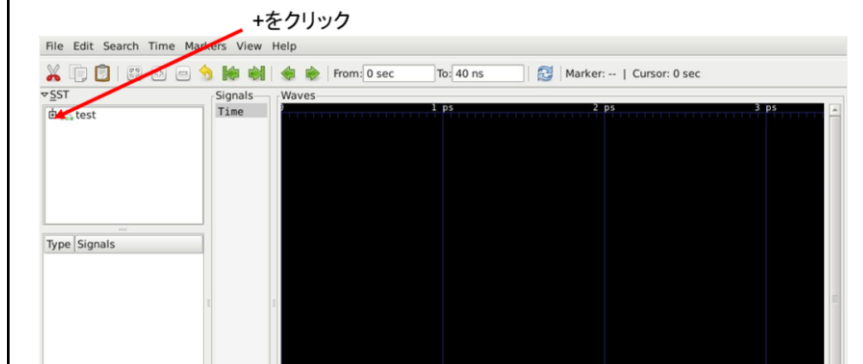 +をクリック
File Edit Search Time Markers View Help
From: 0 sec To: 40 ns Marker: -- | Cursor: 0 sec
SST Signals Waves
Time 0 1 ps 2 ps 3 ps
test
Type Signals